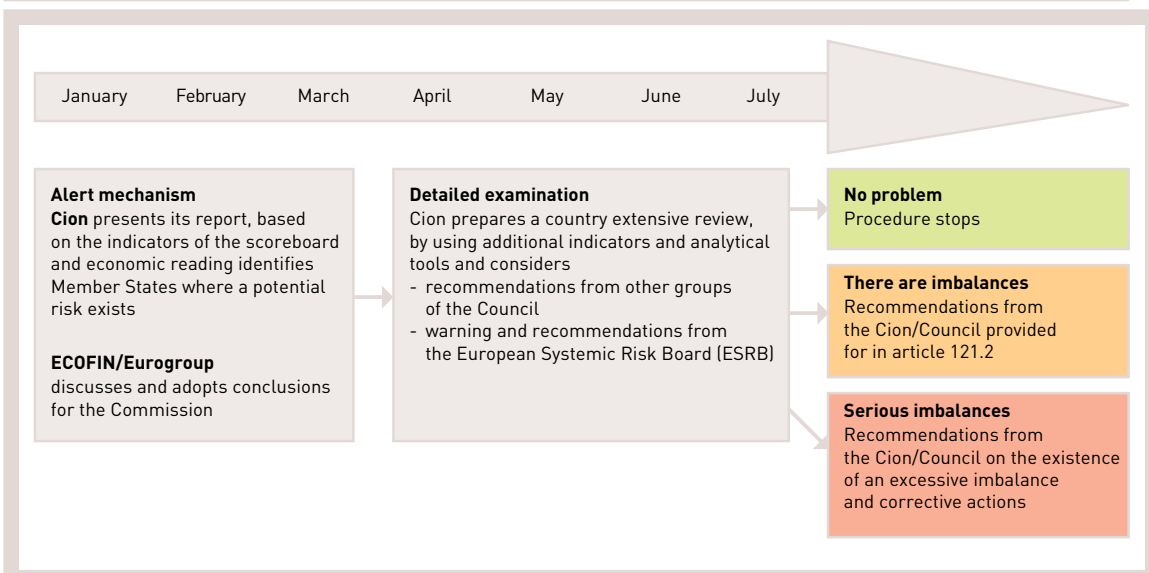 January February March April May June July
Alert mechanism
Cion presents its report, based
on the indicators of the scoreboard
and economic reading identifies
Member States where a potential
risk exists
ECOFIN/Eurogroup
discusses and adopts conclusions
for the Commission
Detailed examination
Cion prepares a country extensive review,
by using additional indicators and analytical
tools and considers
- recommendations from other groups
of the Council
- warning and recommendations from
the European Systemic Risk Board (ESRB)
No problem
Procedure stops
There are imbalances
Recommendations from
the Cion/Council provided
for in article 121.2
Serious imbalances
Recommendations from
the Cion/Council on the existence
of an excessive imbalance
and corrective actions